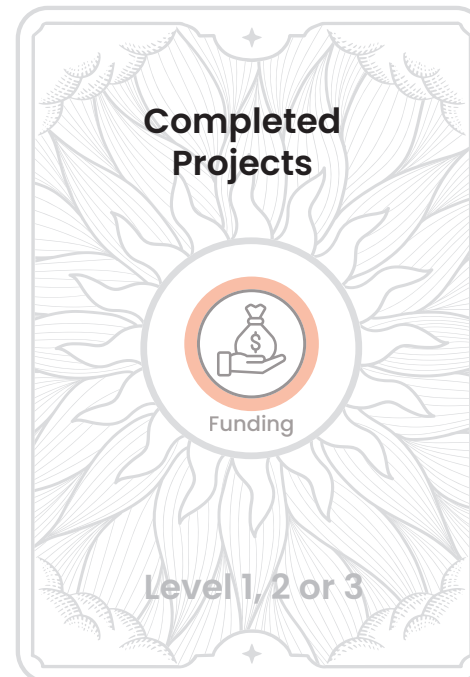 Completed
Projects
$
Funding
Level 1, 2 or 3